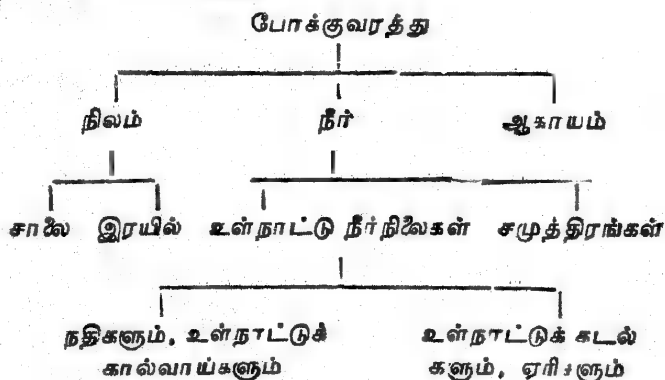 போக்குவரத்து
நிலம் நீர் ஆகாயம்
சாலை இரயில் உள்நாட்டு நீர்நிலைகள் சமுத்திரங்கள்
நதிகளும், உள்நாட்டுக் உள்நாட்டுக் கடல்
கால்வாய்களும் களும், ஏரிகளும்